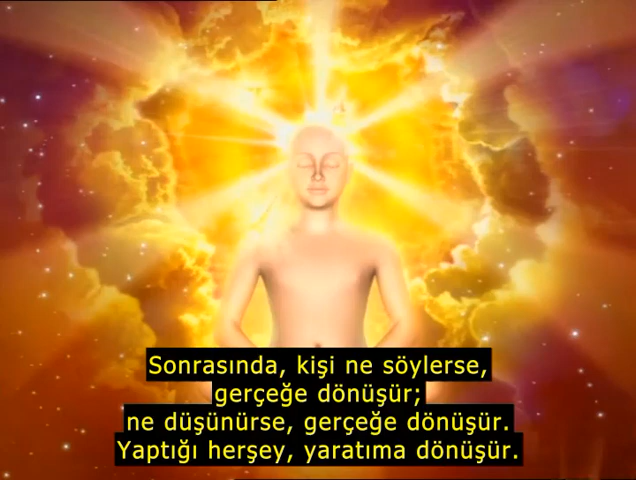 Sonrasında, kişi ne söylerse,
gerçeğe dönüşür;
ne düşünürse, gerçeğe dönüşür.
Yaptığı herşey, yaratıma dönüşür.